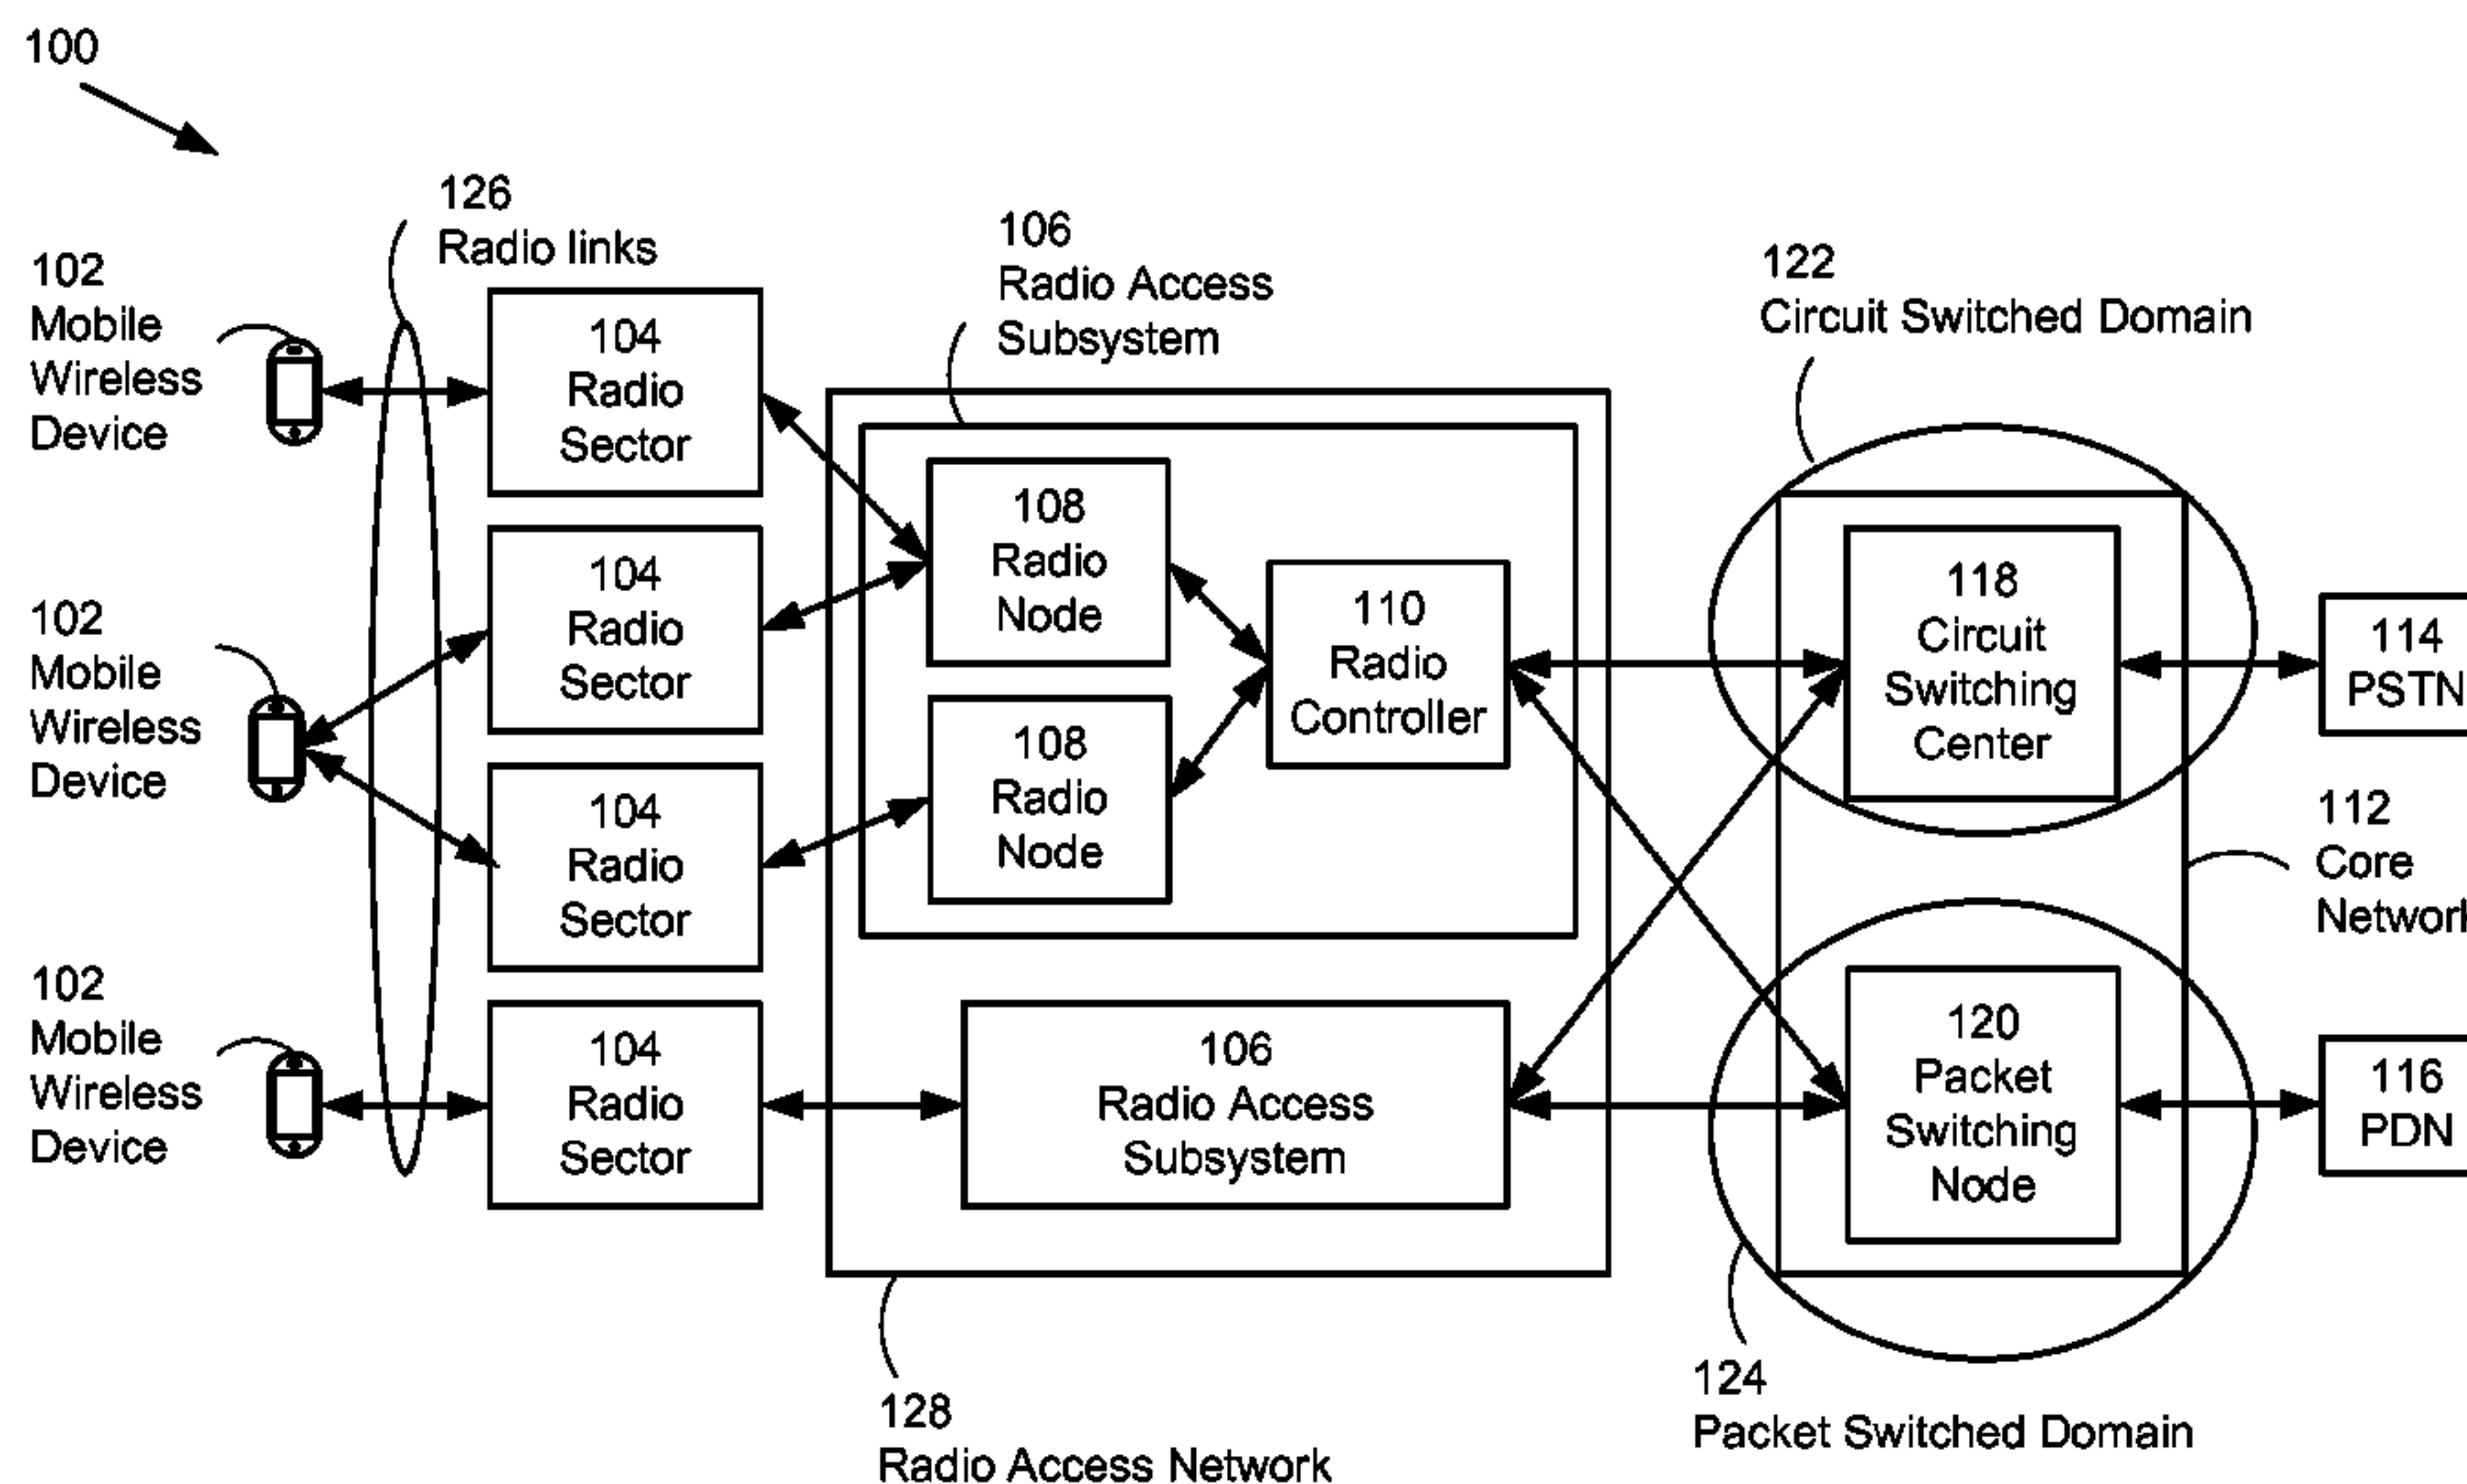 100
126
Radio links
102
Mobile
Wireless
Device
106
Radio Access
Subsystem
122
Circuit Switched Domain
104
Radio
Sector
108
Radio
Node
104
Radio
Sector
110
Radio
Controller
118
Circuit
Switching
Center
114
PSTN
102
Mobile
Wireless
Device
104
Radio
Sector
108
Radio
Node
112
Core
Network
102
Mobile
Wireless
Device
104
Radio
Sector
106
Radio Access
Subsystem
120
Packet
Switching
Node
116
PDN
128
Radio Access Network
124
Packet Switched Domain